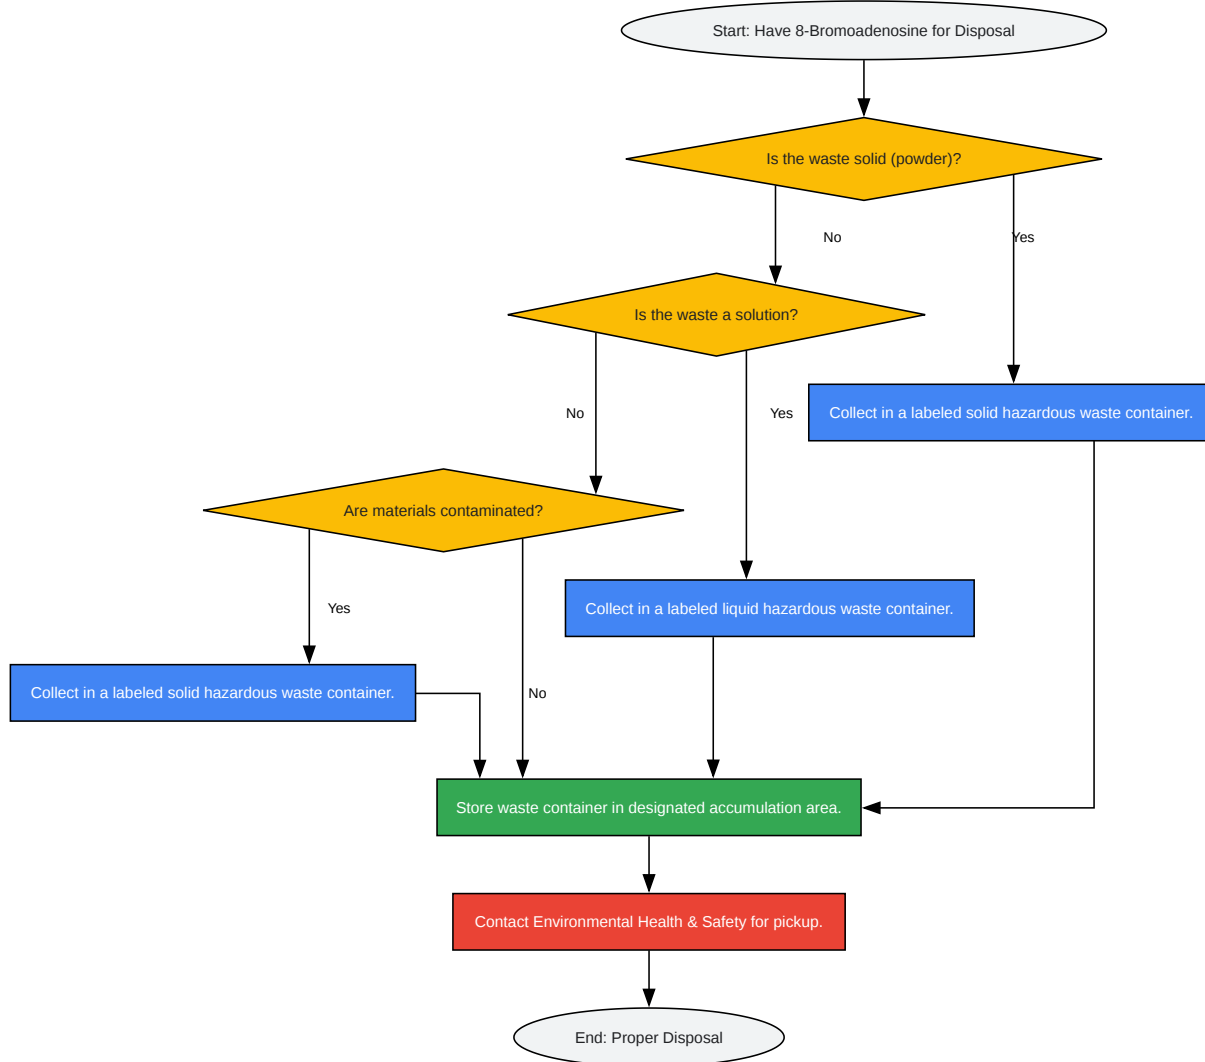 Start: Have 8-Bromoadenosine for Disposal
Is the waste solid (powder)?
No
Yes
Is the waste a solution?
No
Yes
Collect in a labeled solid hazardous waste container.
Are materials contaminated?
Yes
Collect in a labeled liquid hazardous waste container.
Collect in a labeled solid hazardous waste container.
No
Store waste container in designated accumulation area.
Contact Environmental Health & Safety for pickup.
End: Proper Disposal